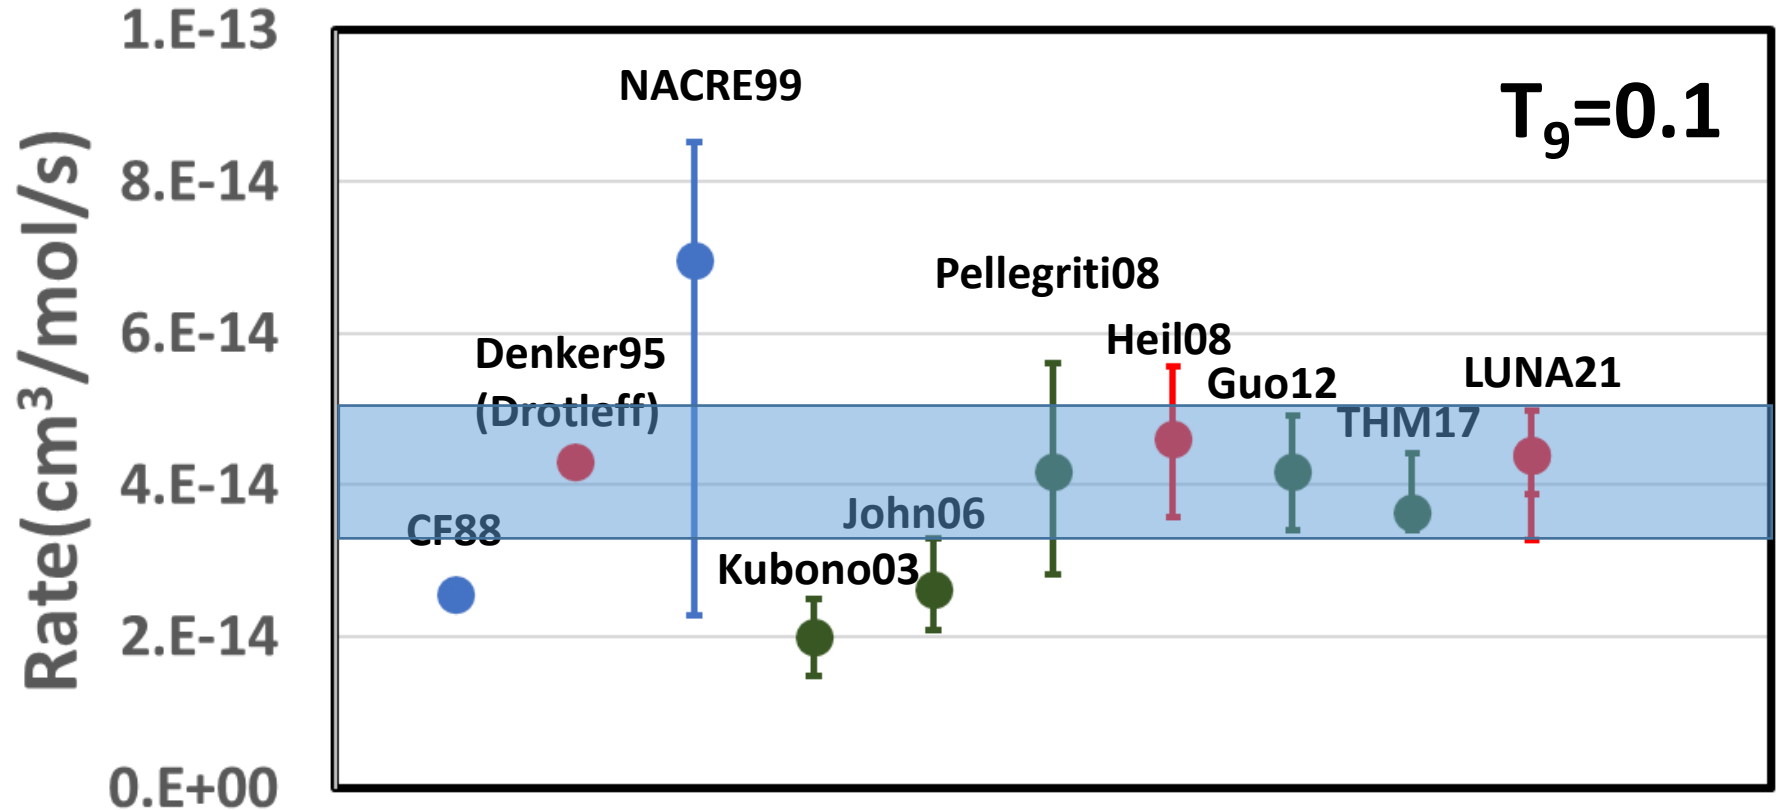 1.E-13
NACRE99
T9=0.1
8.E-14
Pellegriti08
6.E-14
Heil08
Denker95
(Drotleff)
Guo12
LUNA21
THM17
4.E-14
John06
CF88
Kubono03
2.E-14
0.E+00
Rate(cm³/mol/s)